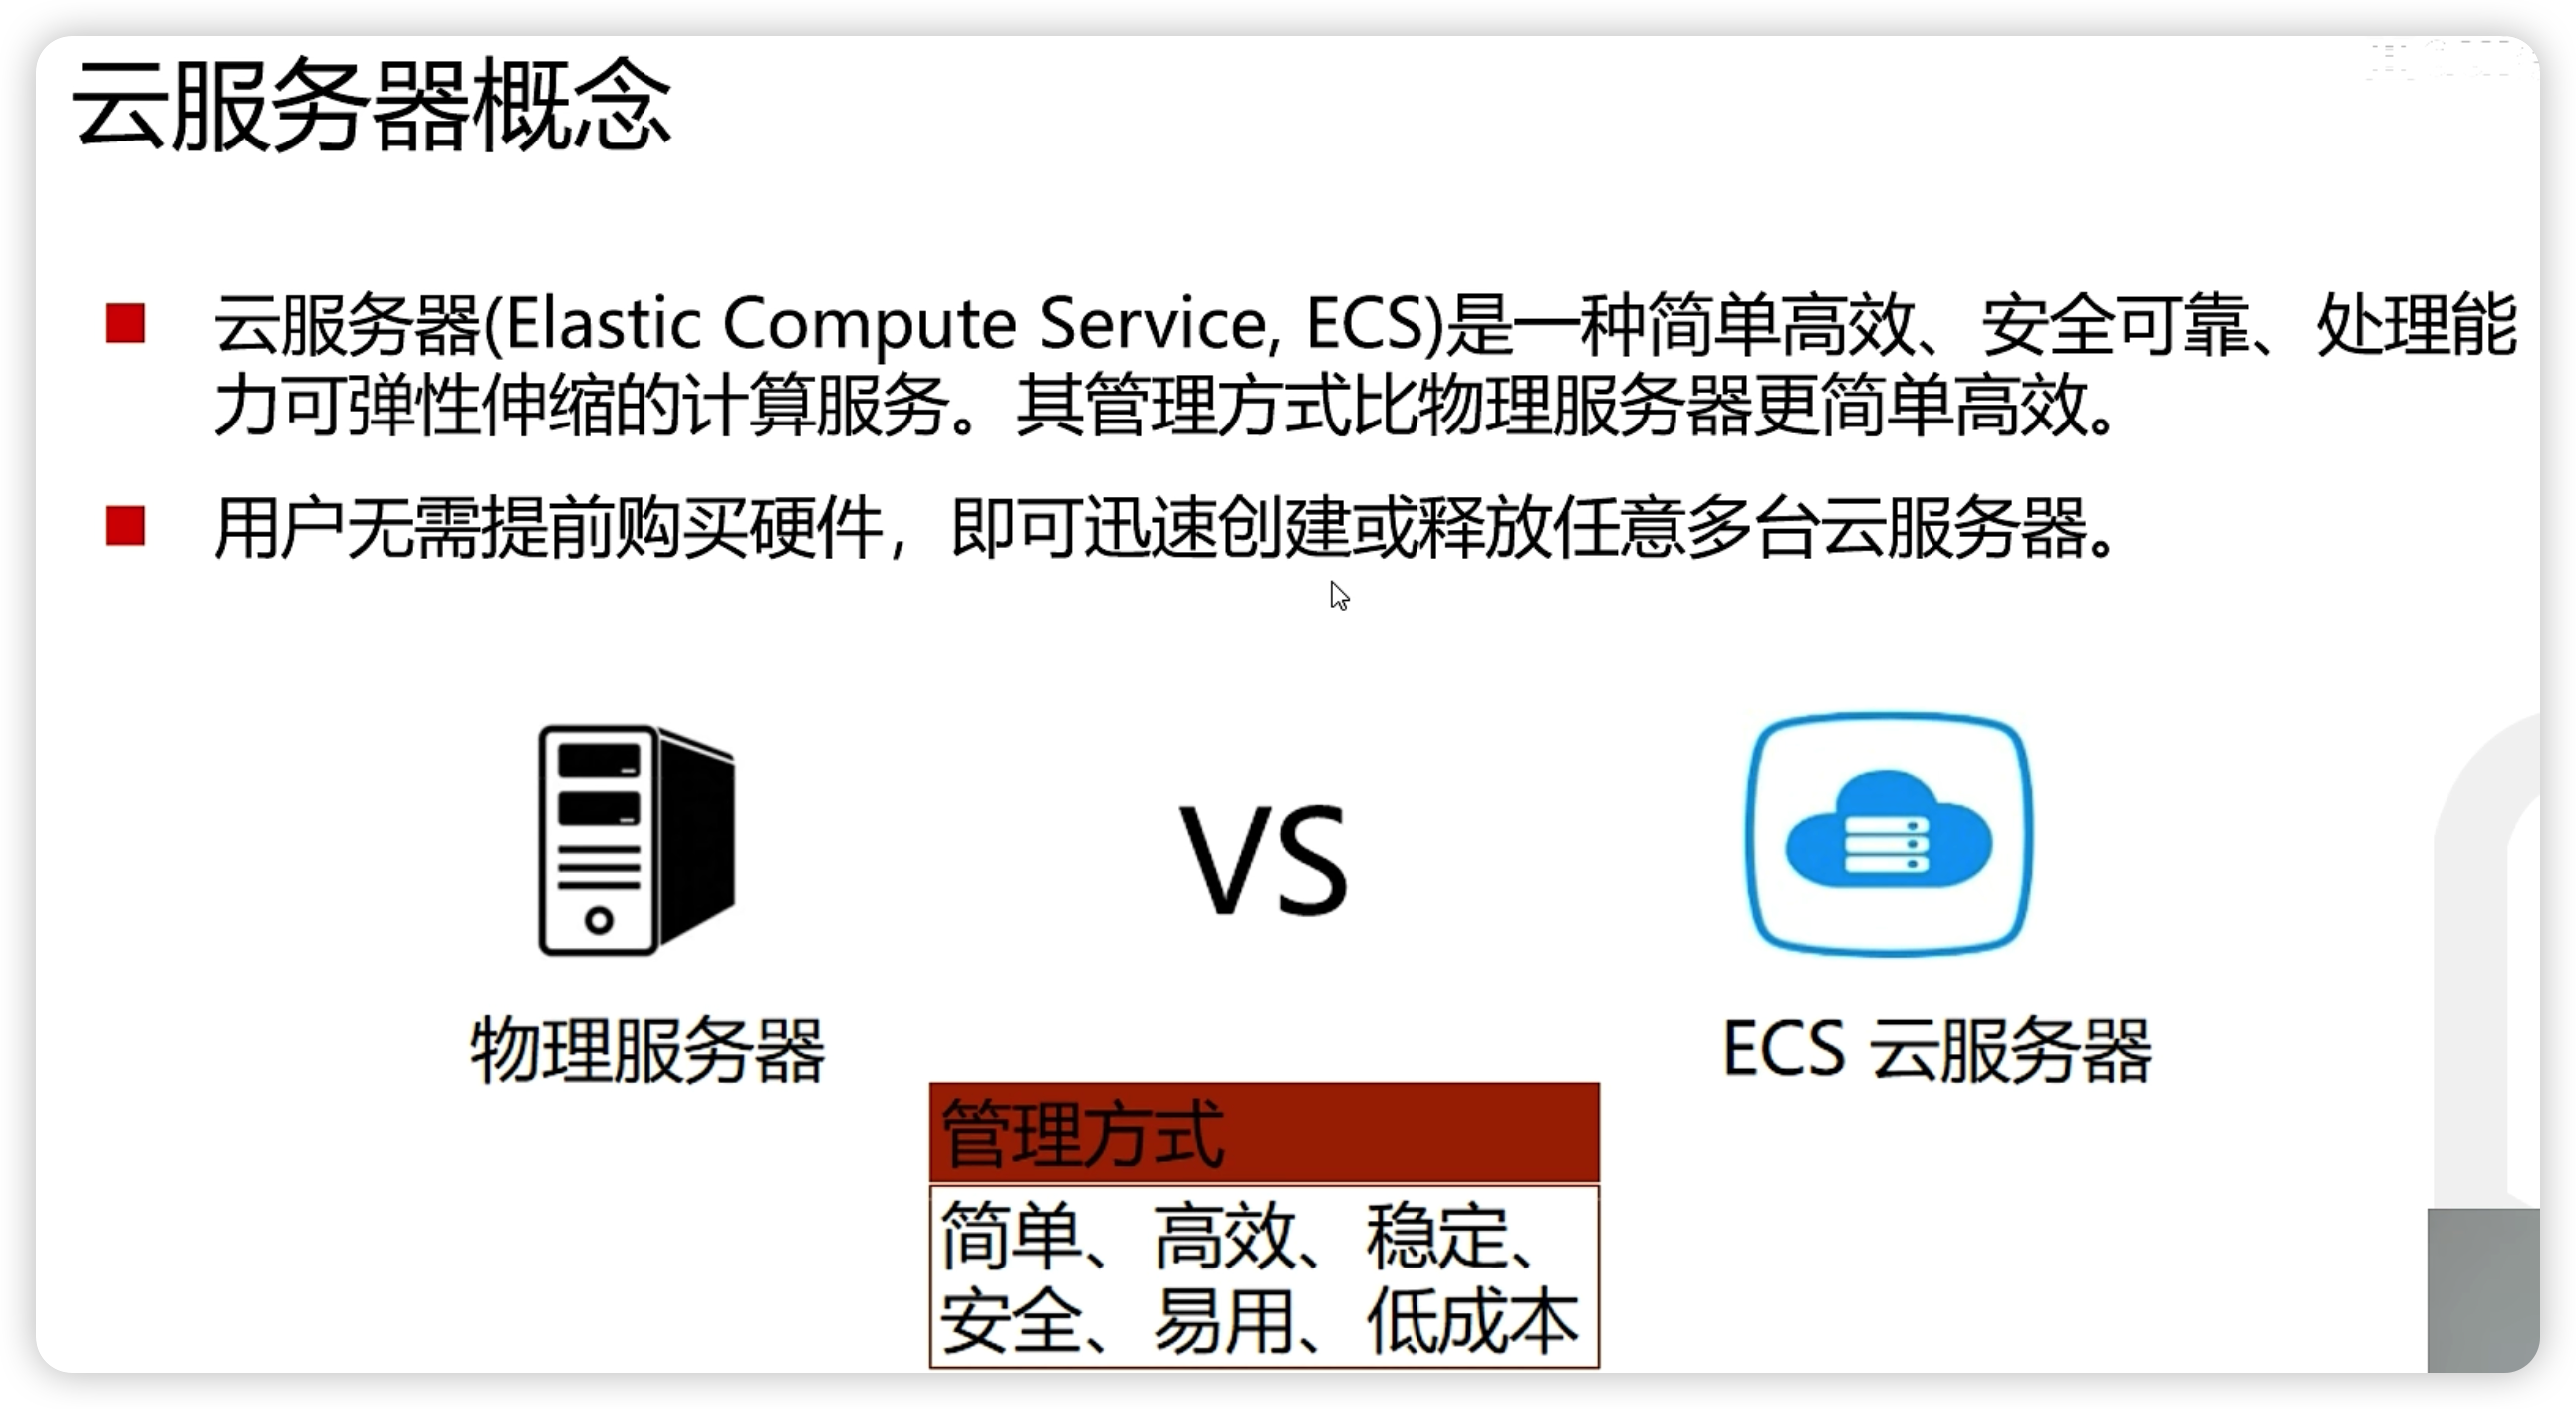 云服务器概念
云服务器(Elastic Compute Service, ECS)是一种简单高效、安全可靠、处理能
力可弹性伸缩的计算服务。其管理方式比物理服务器更简单高效。
用户无需提前购买硬件，即可迅速创建或释放任意多台云服务器。
VS
物理服务器
ECS 云服务器
管理方式
简单、高效、稳定、
安全、易用、低成本